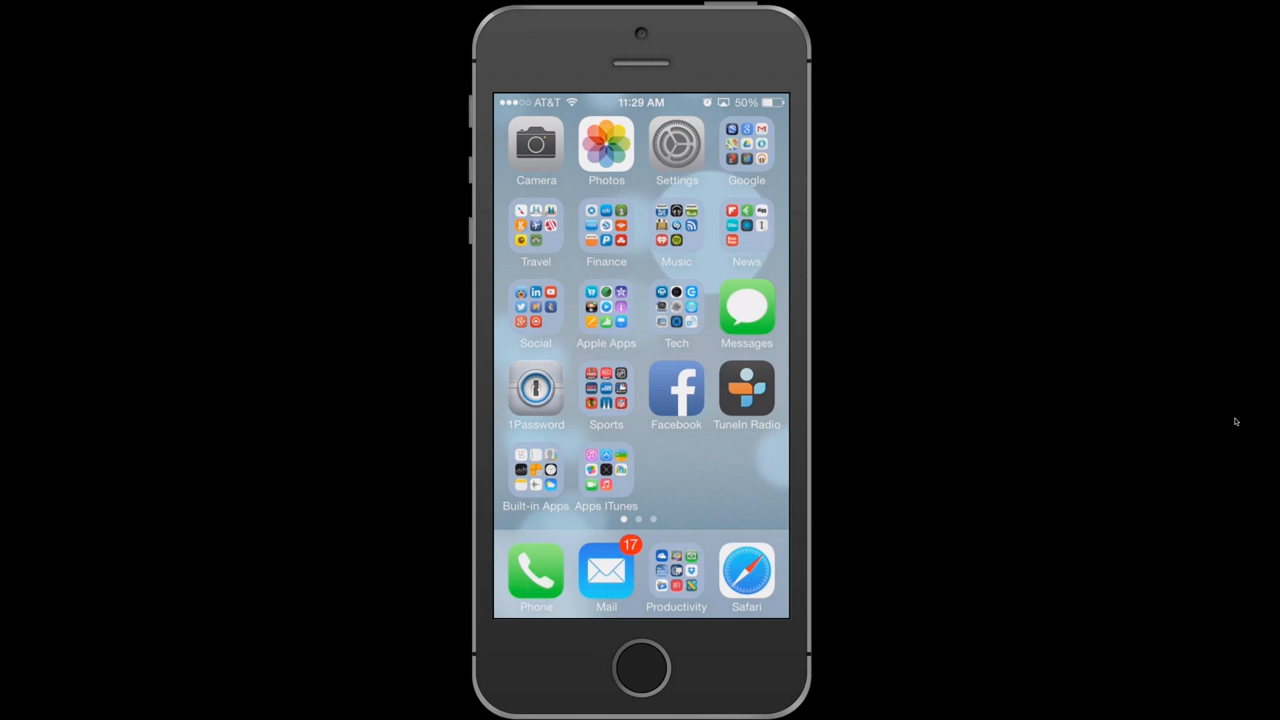 AT&T 11:29 AM 50%
Camera Photos Settings Google
Travel Finance Music News
Social Apple Apps Tech Messages
1Password Sports Facebook TuneIn Radio
Built-in Apps Apps ITunes
17
Phone Mail Productivity Safari